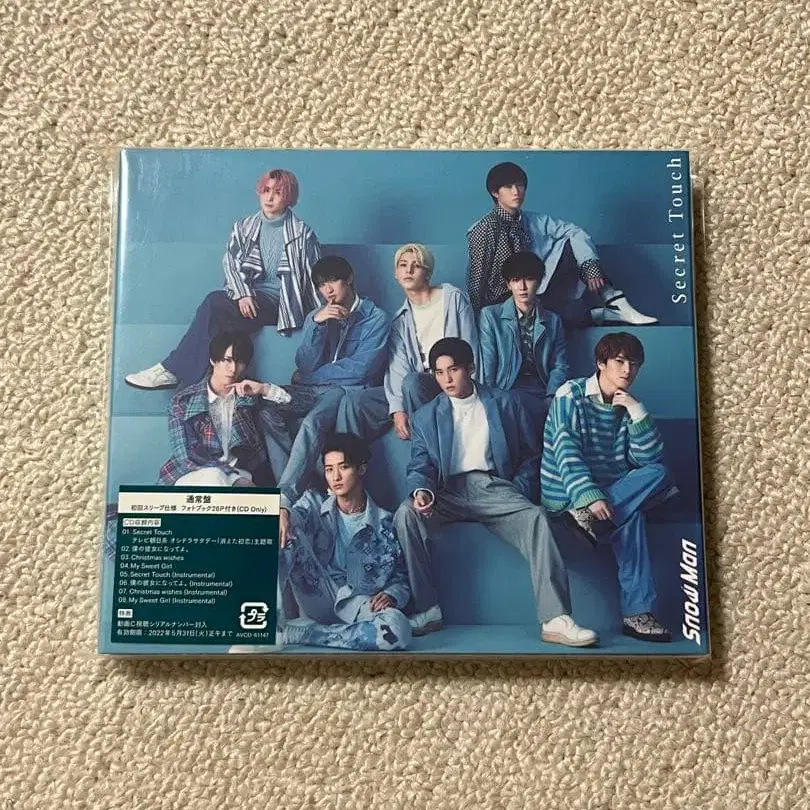 Secret Touch
Snow Man
通常盤
初回スリーブ仕様 フォトブック26P付き(CD Only)
CD収録内容
01. Secret Touch
テレビ朝日系 オシドラサタデー「消えた初恋」主題歌
02. 僕の彼女になってよ。
03. Christmas wishes
04. My Sweet Girl
05. Secret Touch (Instrumental)
06. 僕の彼女になってよ。(Instrumental)
07. Christmas wishes (Instrumental)
08. My Sweet Girl (Instrumental)
特典
動画C視聴シリアルナンバー封入
有効期限:2022年5月31日(火)正午まで
プラ
AVCD-61147